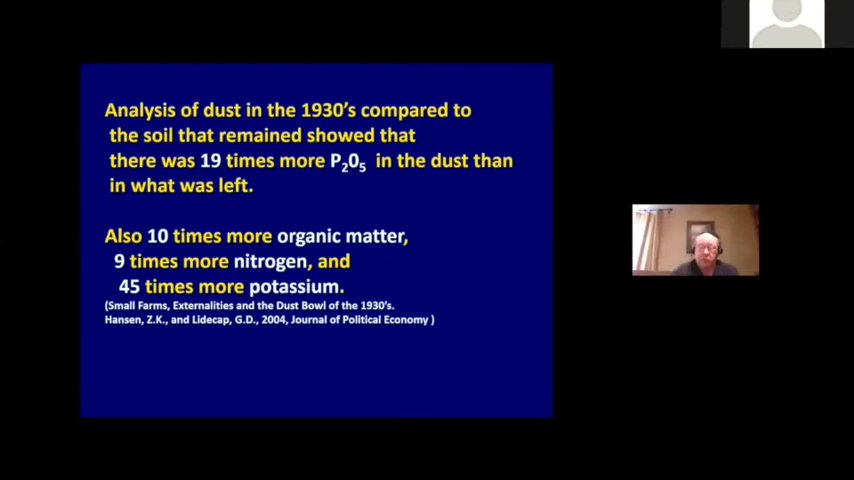 Analysis of dust in the 1930's compared to
the soil that remained showed that
there was 19 times more P₂0₅ in the dust than
in what was left.
Also 10 times more organic matter,
9 times more nitrogen, and
45 times more potassium.
(Small Farms, Externalities and the Dust Bowl of the 1930's.
Hansen, Z.K., and Lidecap, G.D., 2004, Journal of Political Economy )